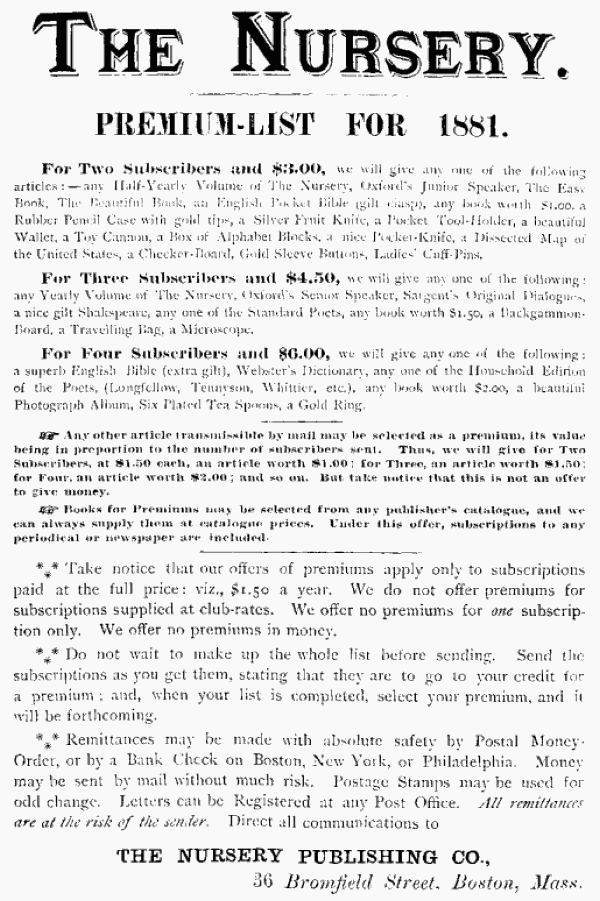 THE NURSERY.
PREMIUM-LIST FOR 1881.
For Two Subscribers and $3.00, we will give any one of the following
articles:—any Half-Yearly Volume of The Nursery, Oxford's Junior Speaker, The Easy
Book, The Beautiful Book, an English Pocket Bible (gilt clasp), any book worth $1.00, a
Rubber Pencil Case with gold tips, a Silver Fruit Knife, a Pocket Tool-Holder, a beautiful
Wallet, a Toy Cannon, a Box of Alphabet Blocks, a nice Pocket-Knife, a Dissected Map of
the United States, a Checker-Board, Gold Sleeve Buttons, Ladies' Cuff-Pins.
For Three Subscribers and $4.50, we will give any one of the following:
any Yearly Volume of The Nursery, Oxford's Senior Speaker, Sargent's Original Dialogues,
a nice gilt Shakspeare, any one of the Standard Poets, any book worth $1.50, a Backgammon-
Board, a Travelling Bag, a Microscope.
For Four Subscribers and $6.00, we will give any one of the following:
a superb English Bible (extra gilt), Webster's Dictionary, any one of the Household Edition
of the Poets, (Longfellow, Tennyson, Whittier, etc.), any book worth $2.00, a beautiful
Photograph Album, Six Plated Tea Spoons, a Gold Ring.
☞ Any other article transmissible by mail may be selected as a premium, its value
being in proportion to the number of subscribers sent. Thus, we will give for Two
Subscribers, at $1.50 each, an article worth $1.00; for Three, an article worth $1.50;
for Four, an article worth $2.00; and so on. But take notice that this is not an offer
to give money.
☞ Books for Premiums may be selected from any publisher's catalogue, and we
can always supply them at catalogue prices. Under this offer, subscriptions to any
periodical or newspaper are included.
*⁎* Take notice that our offers of premiums apply only to subscriptions
paid at the full price: viz., $1.50 a year. We do not offer premiums for
subscriptions supplied at club-rates. We offer no premiums for one subscrip-
tion only. We offer no premiums in money.
*⁎* Do not wait to make up the whole list before sending. Send the
subscriptions as you get them, stating that they are to go to your credit for
a premium; and, when your list is completed, select your premium, and it
will be forthcoming.
*⁎* Remittances may be made with absolute safety by Postal Money-
Order, or by a Bank Check on Boston, New York, or Philadelphia. Money
may be sent by mail without much risk. Postage Stamps may be used for
odd change. Letters can be Registered at any Post Office. All remittances
are at the risk of the sender. Direct all communications to
THE NURSERY PUBLISHING CO.,
36 Bromfield Street, Boston, Mass.